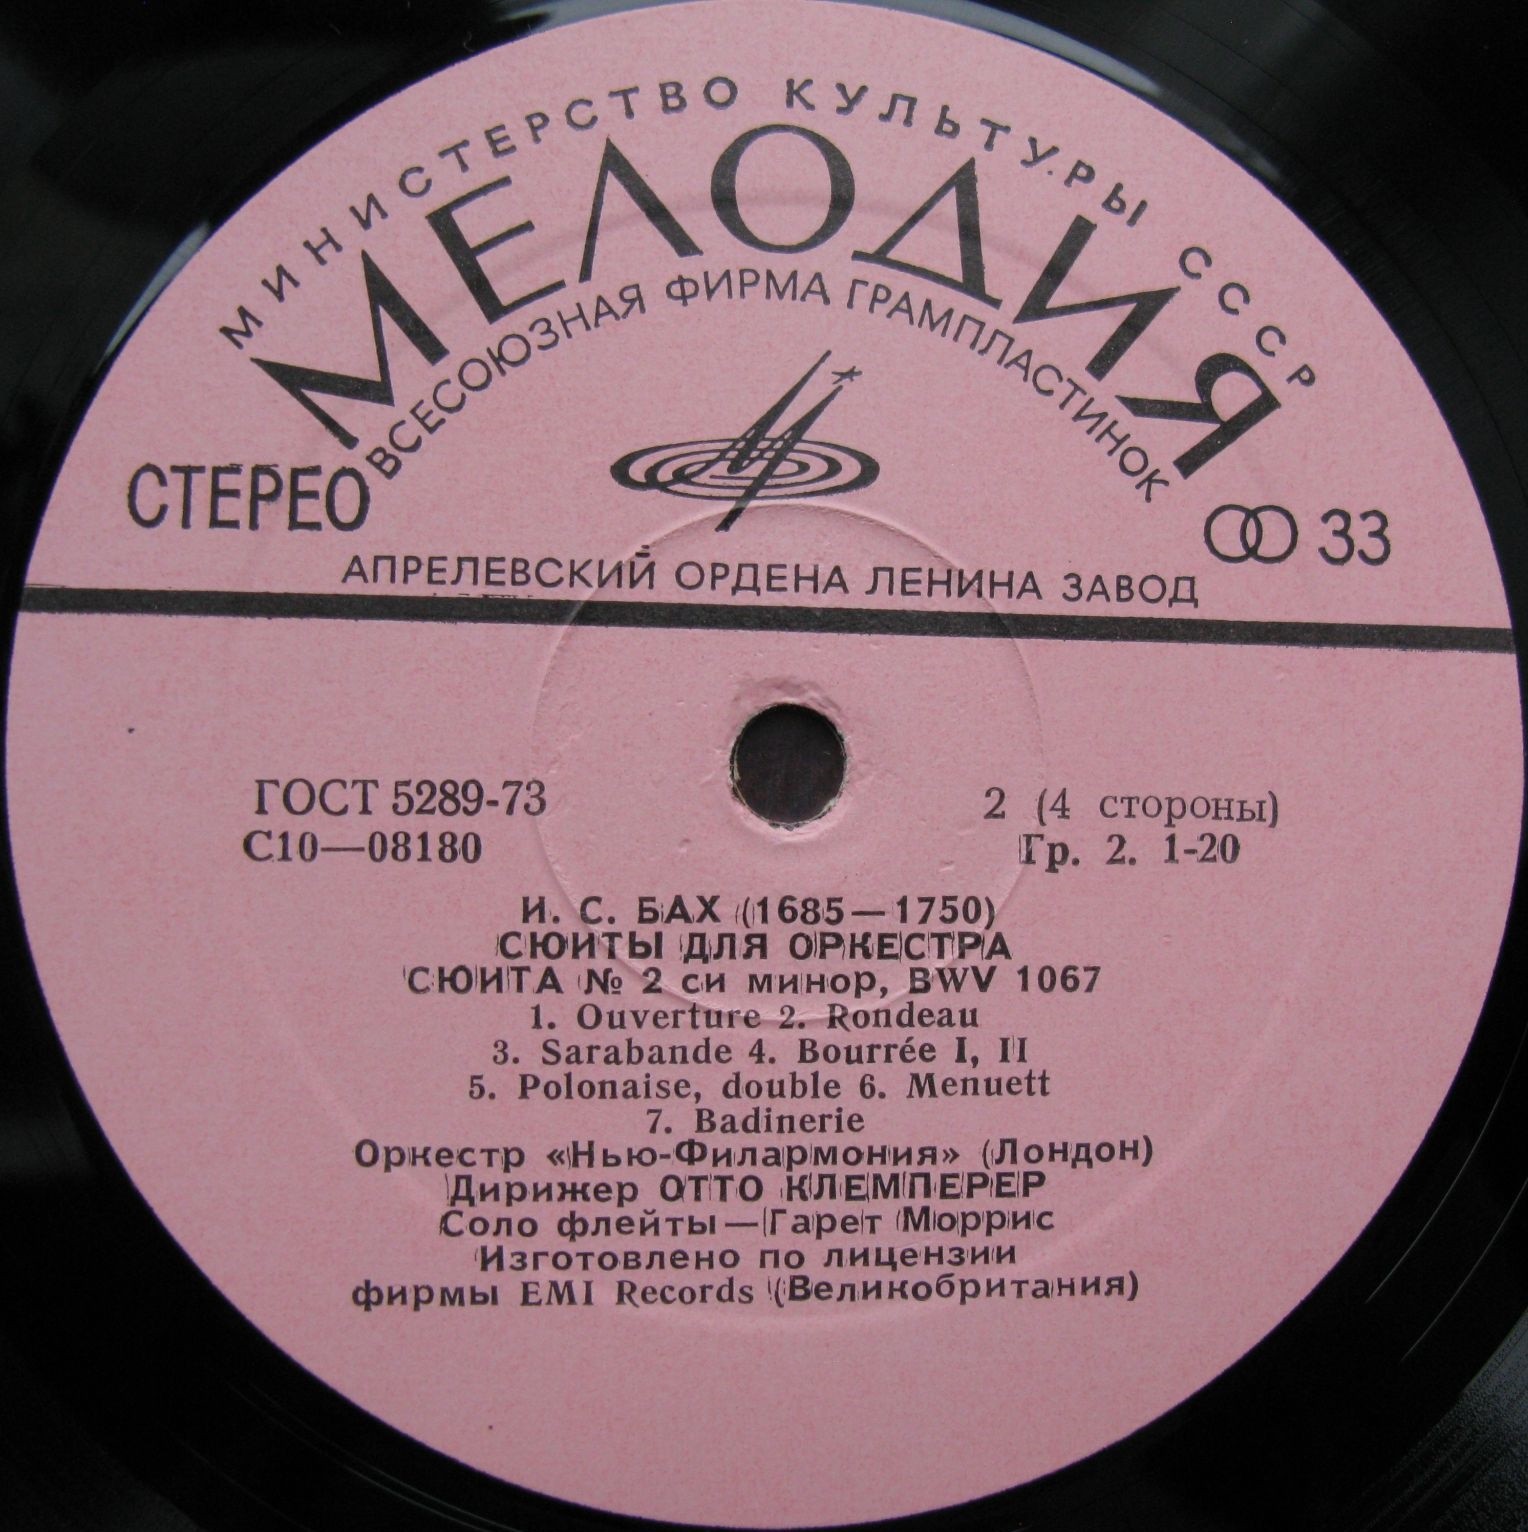 МИНИСТЕРСТВО КУЛЬТУРЫ СССР
МЕЛОДИЯ
ВСЕСОЮЗНАЯ ФИРМА ГРАМПЛАСТИНОК
СТЕРЕО
33
АПРЕЛЕВСКИЙ ОРДЕНА ЛЕНИНА ЗАВОД
ГОСТ 5289-73
С10—08180
2 (4 стороны)
Гр. 2. 1-20
И. С. БАХ (1685—1750)
СЮИТЫ ДЛЯ ОРКЕСТРА
СЮИТА № 2 си минор, BWV 1067
1. Ouverture 2. Rondeau
3. Sarabande 4. Bourrée I, II
5. Polonaise, double 6. Menuett
7. Badinerie
Оркестр «Нью-Филармония» (Лондон)
Дирижер ОТТО КЛЕМПЕРЕР
Соло флейты — Гарет Моррис
Изготовлено по лицензии
фирмы EMI Records (Великобритания)